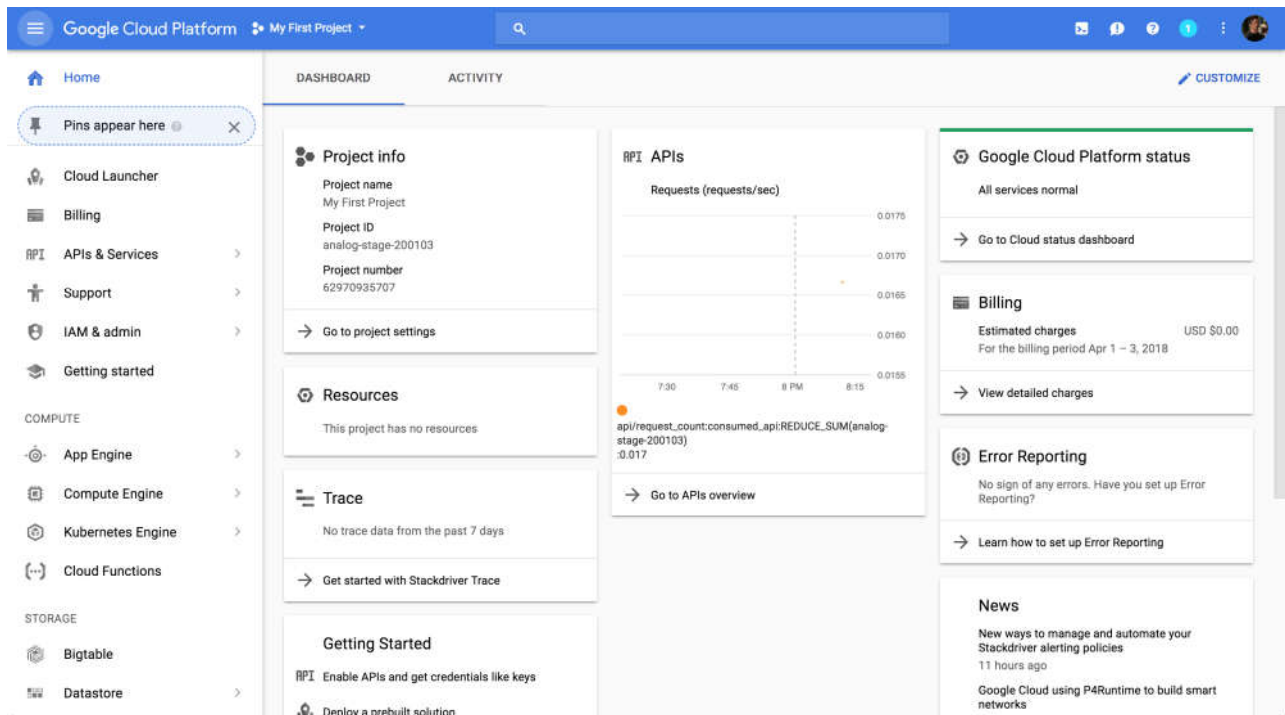 Google Cloud Platform
My First Project
1
Home
Pins appear here
Cloud Launcher
Billing
API
APIs & Services
Support
IAM & admin
Getting started
COMPUTE
App Engine
Compute Engine
Kubernetes Engine
Cloud Functions
STORAGE
Bigtable
Datastore
DASHBOARD
ACTIVITY
CUSTOMIZE
Project info
Project name
My First Project
Project ID
analog-stage-200103
Project number
62970935707
Go to project settings
Resources
This project has no resources
Trace
No trace data from the past 7 days
Get started with Stackdriver Trace
Getting Started
API Enable APIs and get credentials like keys
Deploy a prebuilt solution
API APIs
Requests (requests/sec)
0.0175
0.0170
0.0165
0.0160
0.0155
7:30 7:45 8 PM 8:15
api/request_count:consumed_api:REDUCE_SUM(analog-
stage-200103)
:0.017
Go to APIs overview
Google Cloud Platform status
All services normal
Go to Cloud status dashboard
Billing
Estimated charges USD $0.00
For the billing period Apr 1 – 3, 2018
View detailed charges
Error Reporting
No sign of any errors. Have you set up Error
Reporting?
Learn how to set up Error Reporting
News
New ways to manage and automate your
Stackdriver alerting policies
11 hours ago
Google Cloud using P4Runtime to build smart
networks